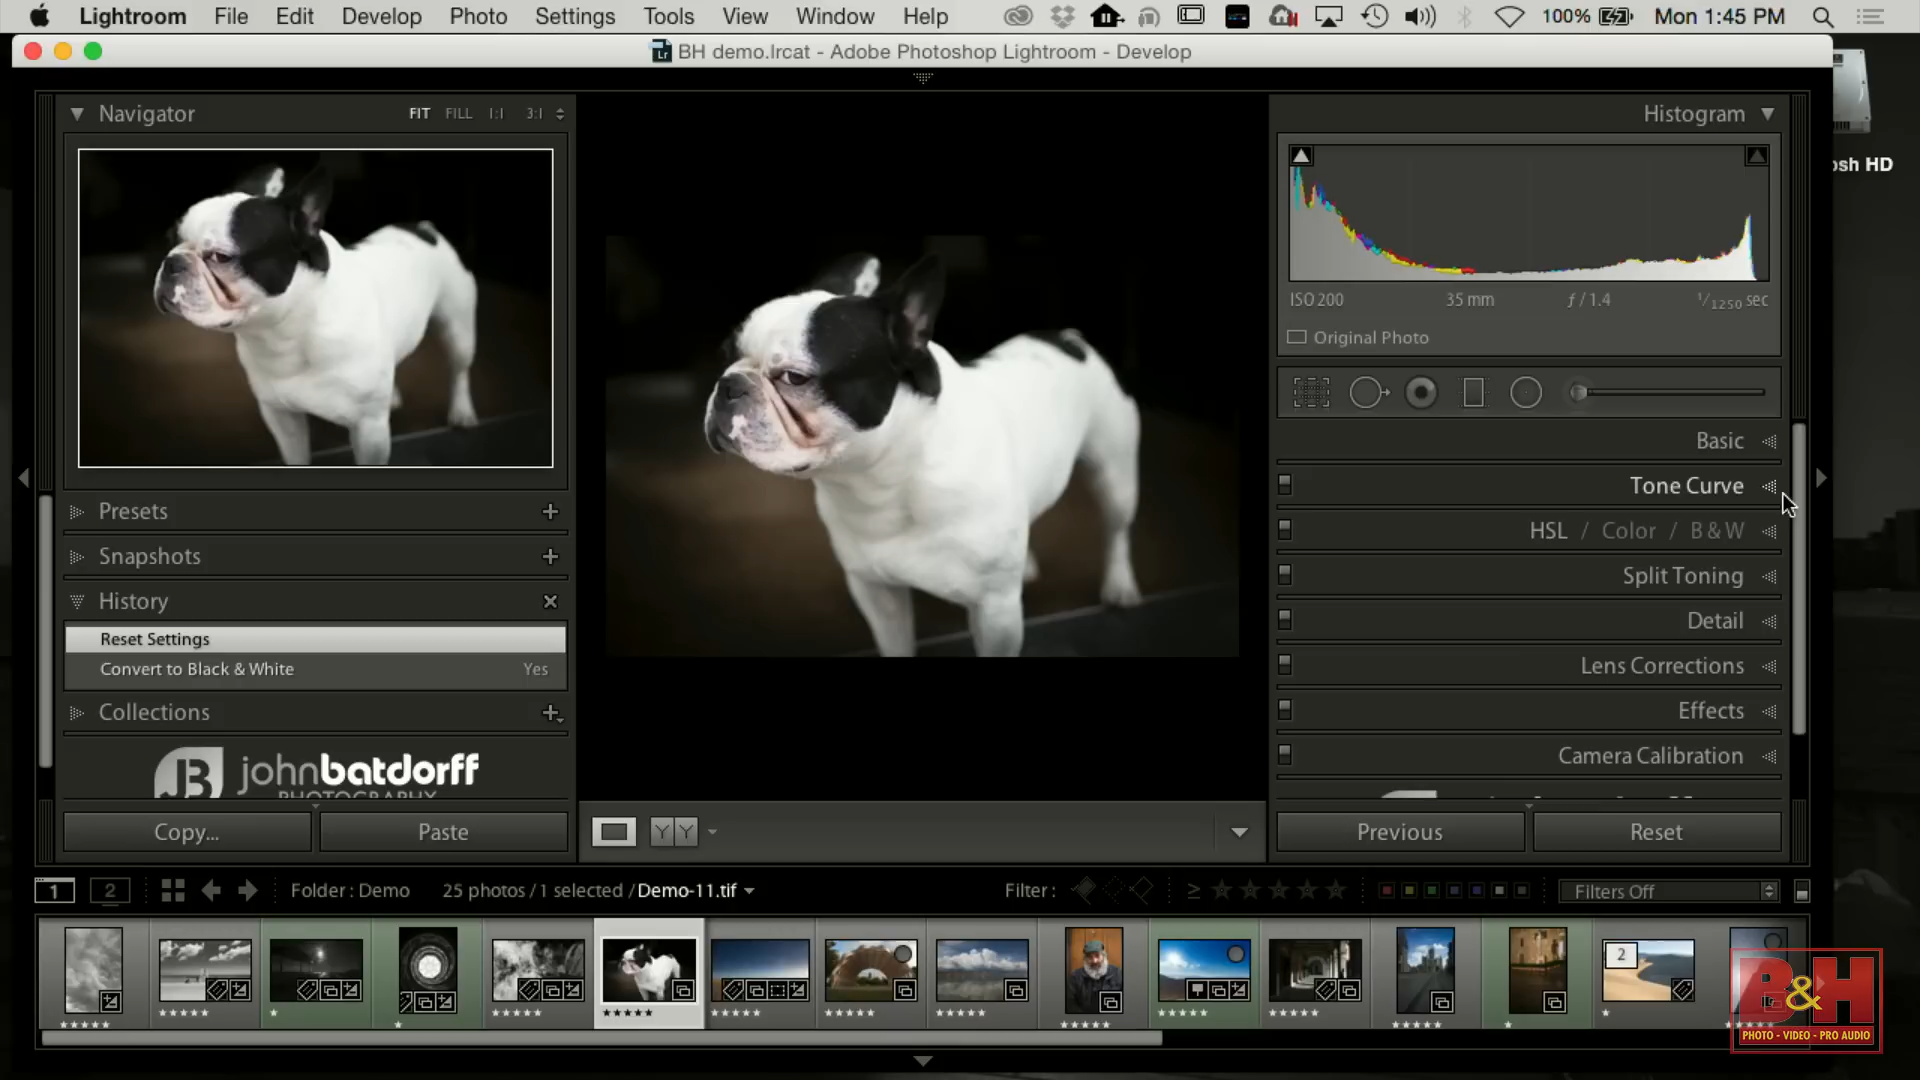 Lightroom File Edit Develop Photo Settings Tools View Window Help 100% Mon 1:45 PM
BH demo.lrcat - Adobe Photoshop Lightroom - Develop
Navigator FIT FILL 1:1 3:1
Histogram
osh HD
ISO 200 35 mm ƒ / 1.4 1/1250 sec
Original Photo
Basic
Tone Curve
HSL / Color / B & W
Split Toning
Detail
Lens Corrections
Effects
Camera Calibration
Presets
Snapshots
History
Reset Settings
Convert to Black & White Yes
Collections
JB johnbatdorff
PHOTOGRAPHY
Copy... Paste
Y Y
Previous Reset
1 2 Folder : Demo 25 photos / 1 selected / Demo-11.tif Filter : ≥ Filters Off
2
B&H
PHOTO - VIDEO - PRO AUDIO